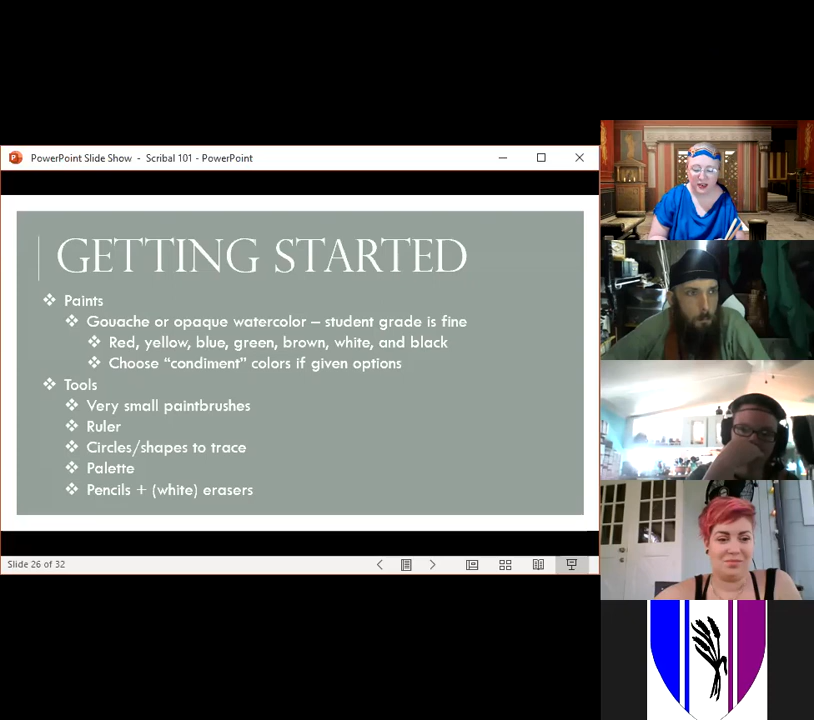 PowerPoint Slide Show - Scribal 101 - PowerPoint
GETTING STARTED
Paints
Gouache or opaque watercolor – student grade is fine
Red, yellow, blue, green, brown, white, and black
Choose “condiment” colors if given options
Tools
Very small paintbrushes
Ruler
Circles/shapes to trace
Palette
Pencils + (white) erasers
Slide 26 of 32